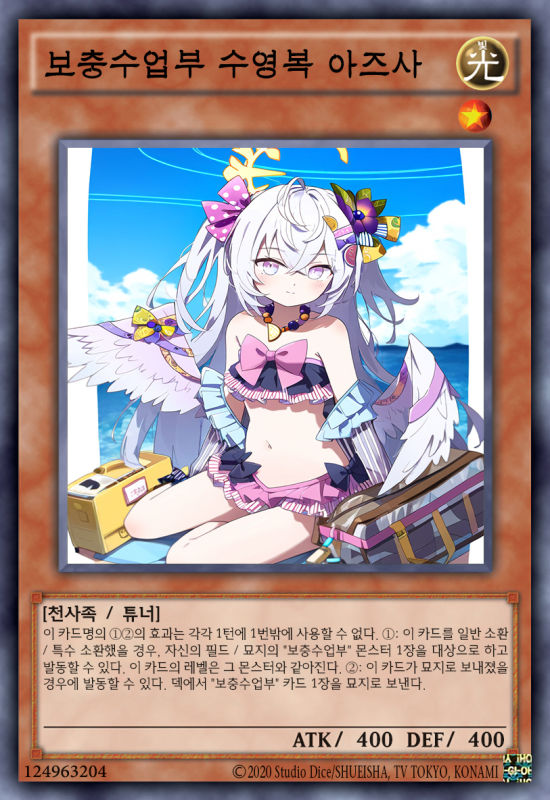 보충수업부 수영복 아즈사
빛
光
[천사족 / 튜너]
이 카드명의 ①②의 효과는 각각 1턴에 1번밖에 사용할 수 없다. ①: 이 카드를 일반 소환
/ 특수 소환했을 경우, 자신의 필드 / 묘지의 "보충수업부" 몬스터 1장을 대상으로 하고
발동할 수 있다. 이 카드의 레벨은 그 몬스터와 같아진다. ②: 이 카드가 묘지로 보내졌을
경우에 발동할 수 있다. 덱에서 "보충수업부" 카드 1장을 묘지로 보낸다.
ATK/ 400 DEF/ 400
124963204 ©2020 Studio Dice/SHUEISHA, TV TOKYO, KONAMI